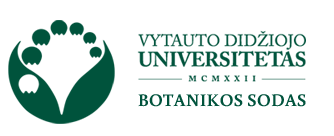 VYTAUTO DIDŽIOJO
UNIVERSITETAS
MCMXXII
BOTANIKOS SODAS